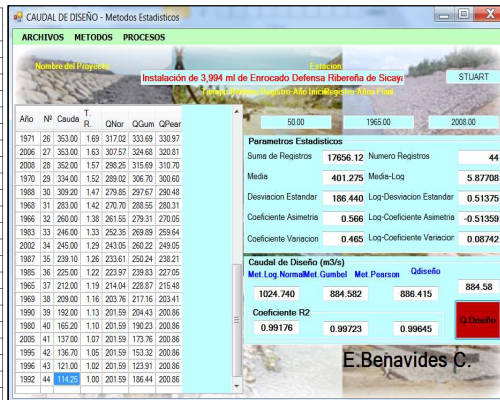 CAUDAL DE DISEÑO - Metodos Estadisticos
ARCHIVOS METODOS PROCESOS
Nombre del Proyecto: Estacion:
Instalación de 3,994 ml de Enrocado Defensa Ribereña de Sicaya STUART
50.00 1965.00 2008.00
Año Nº Cauda T. R. QNor QGum QPear
1971 26 353.00 1.69 317.02 333.69 330.97
2006 27 353.00 1.63 307.57 324.68 320.42
2008 28 352.00 1.57 298.25 315.69 310.70
1970 29 334.00 1.52 289.02 306.70 300.60
1988 30 309.20 1.47 279.85 297.67 290.48
1968 31 283.00 1.42 270.70 288.55 280.31
1966 32 260.00 1.38 261.55 279.31 270.05
1983 33 246.00 1.33 252.35 269.89 259.64
2002 34 245.00 1.29 243.05 260.22 249.05
1987 35 239.10 1.26 233.61 250.24 238.21
1985 36 225.00 1.22 223.97 239.83 227.05
1965 37 212.00 1.19 214.04 228.87 215.48
1969 38 209.00 1.16 203.76 217.16 203.41
1990 39 192.00 1.13 201.59 204.43 200.86
1980 40 165.20 1.10 201.59 190.23 200.86
2005 41 137.00 1.07 201.59 173.76 200.86
1995 42 136.70 1.05 201.59 153.32 200.86
1996 43 121.00 1.02 201.59 123.91 200.86
1992 44 114.25 1.00 201.59 186.44 200.86
Parametros Estadisticos
Suma de Registros 17656.12 Numero Registros 44
Media 401.275 Media-Log 5.87708
Desviacion Estandar 186.440 Log-Desviacion Estandar 0.51375
Coeficiente Asimetria 0.566 Log-Coeficiente Asimetria -0.51359
Coeficiente Variacion 0.465 Log-Coeficiente Variacior 0.08742
Caudal de Diseño (m3/s)
Met.Log.Normal Met.Gumbel Met.Pearson Qdiseño
1024.740 884.582 886.415 884.58
Coeficiente R2
0.99176 0.99723 0.99645 Q.Diseño
E.Benavides C.